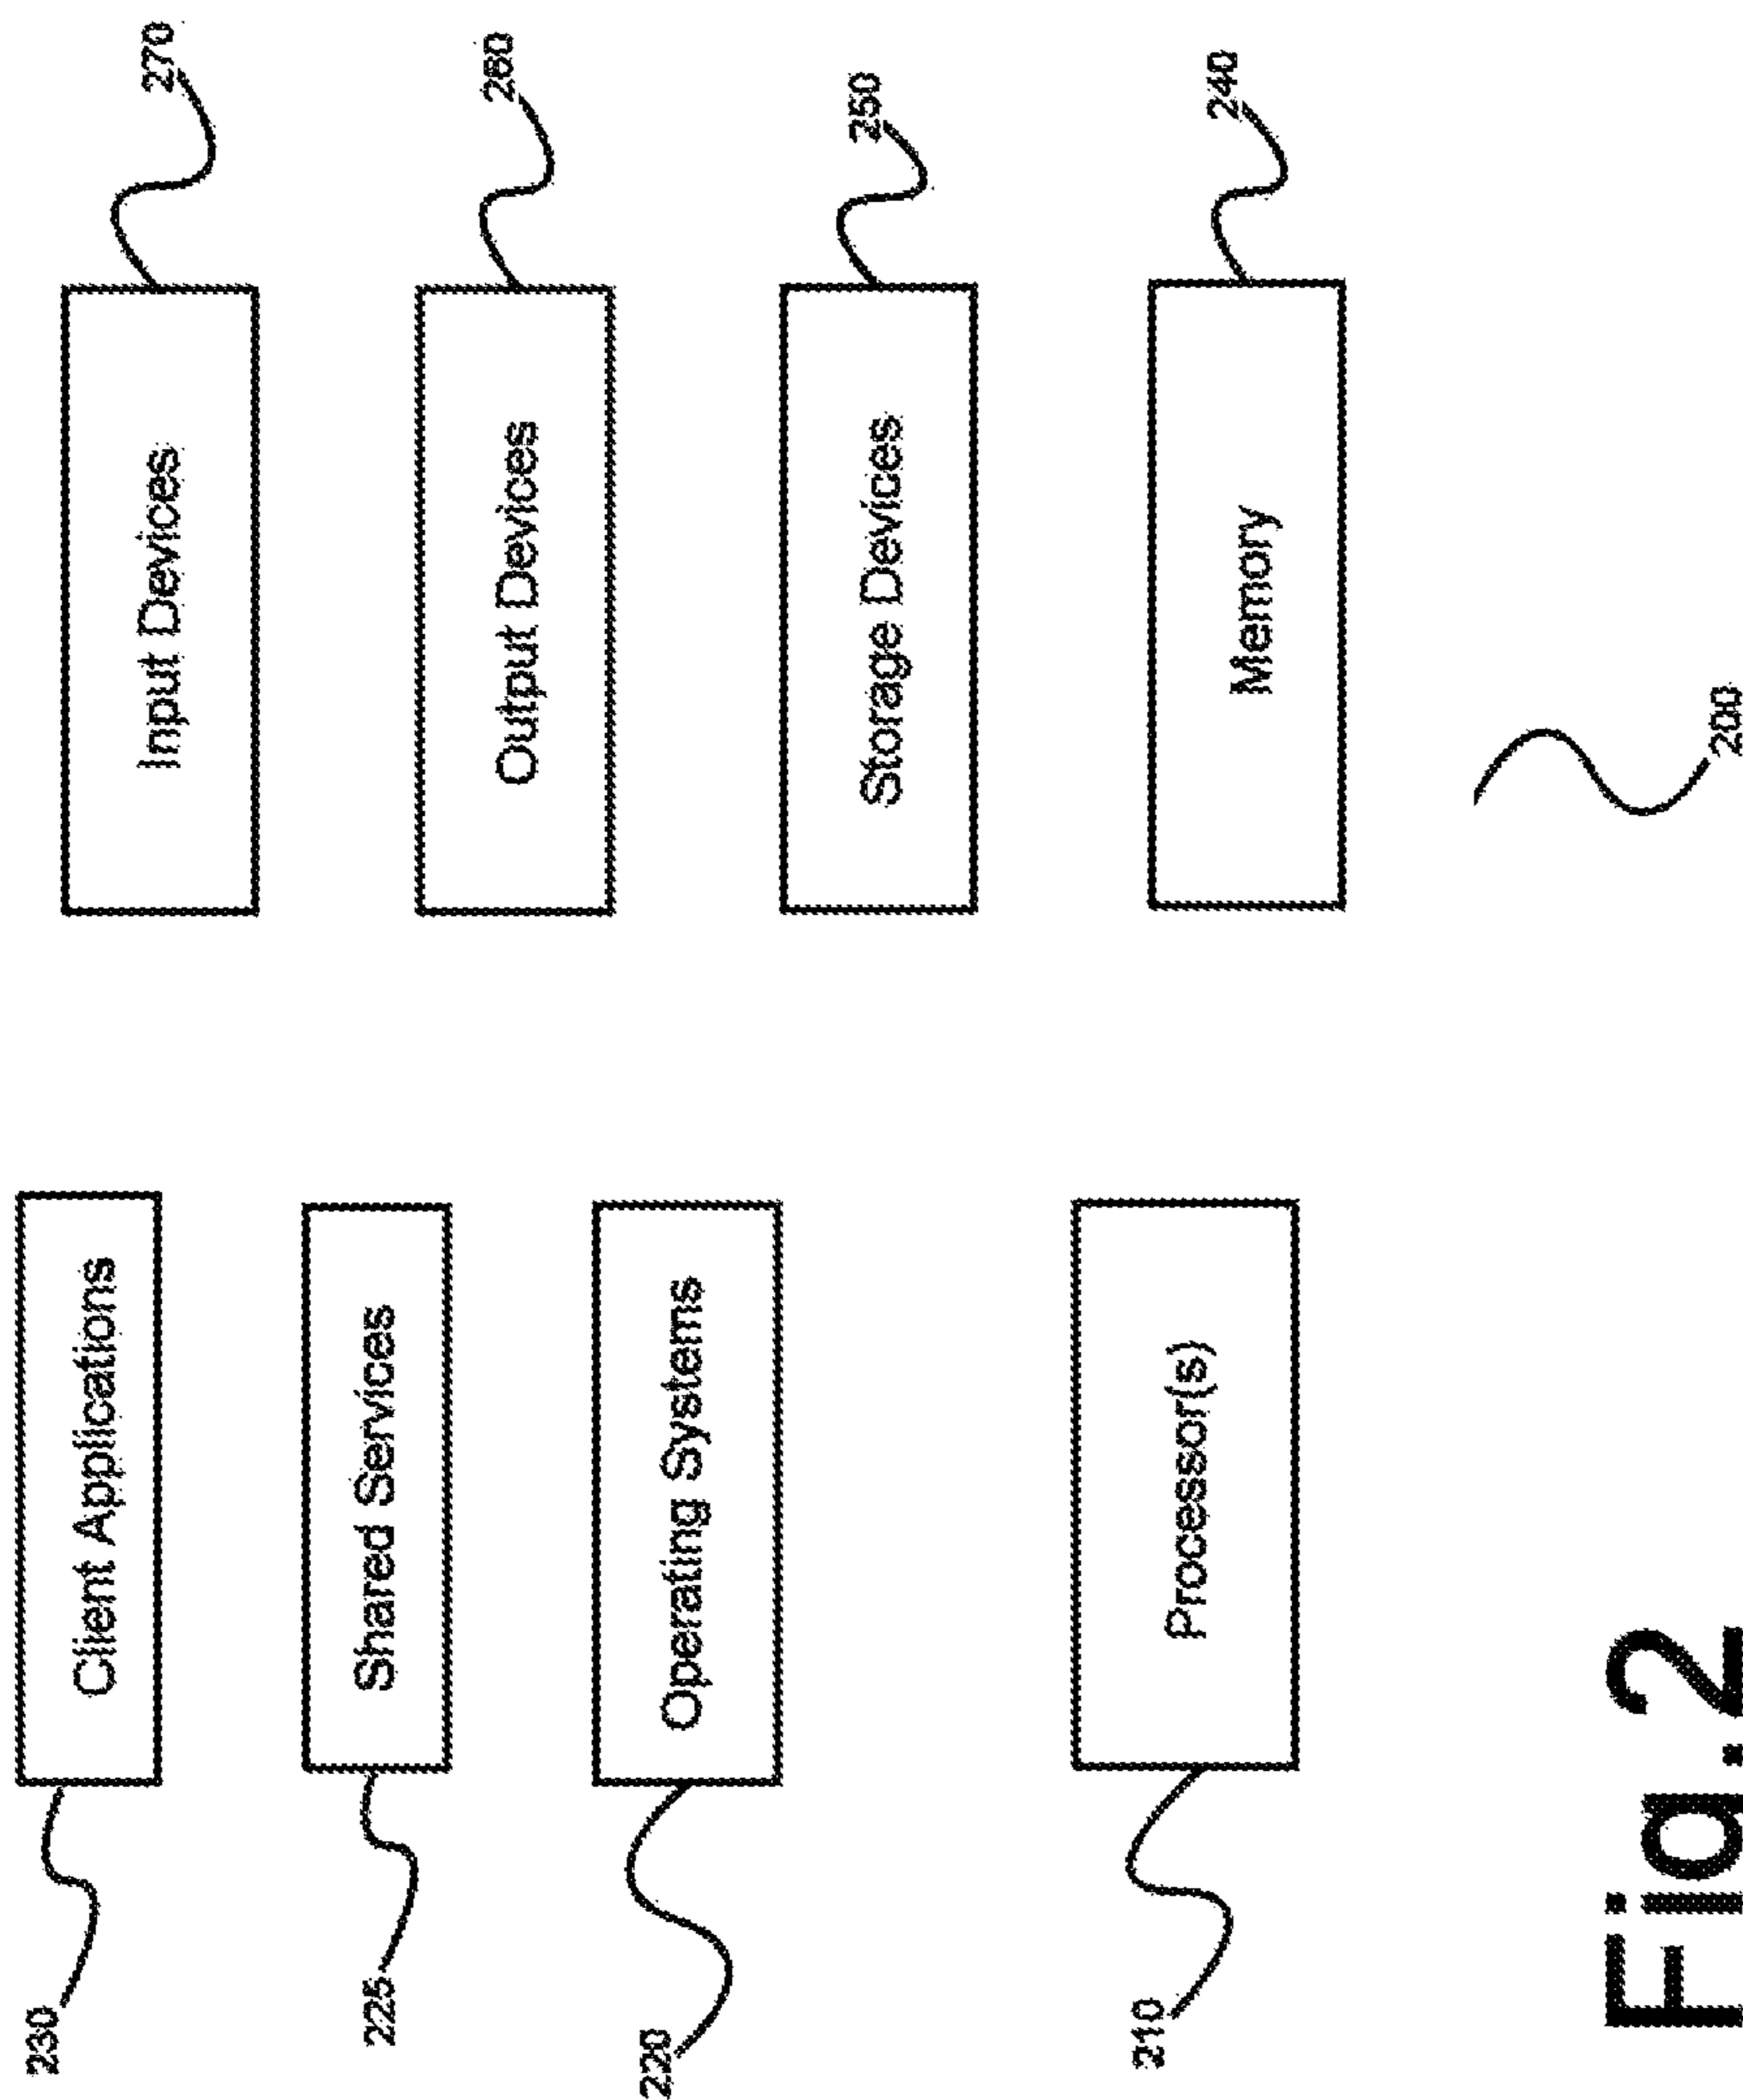 230
Client Applications
Input Devices
270
225
Shared Services
Output Devices
260
220
Operating Systems
Storage Devices
250
210
Processor(s)
Memory
240
200
Fig.2